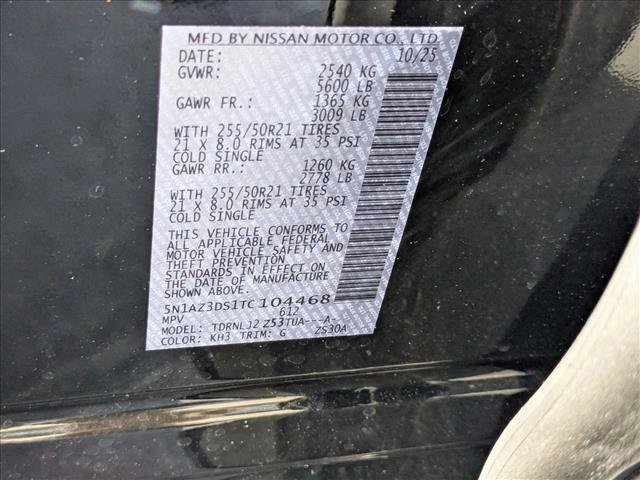 MFD BY NISSAN MOTOR CO., LTD.
DATE: 10/25
GVWR: 2540 KG
5600 LB
GAWR FR.: 1365 KG
3009 LB
WITH 255/50R21 TIRES
21 X 8.0 RIMS AT 35 PSI
COLD SINGLE
GAWR RR.: 1260 KG
2778 LB
WITH 255/50R21 TIRES
21 X 8.0 RIMS AT 35 PSI
COLD SINGLE
THIS VEHICLE CONFORMS TO
ALL APPLICABLE FEDERAL
MOTOR VEHICLE SAFETY AND
THEFT PREVENTION
STANDARDS IN EFFECT ON
THE DATE OF MANUFACTURE
SHOWN ABOVE
5N1AZ3DS1TC104468
MPV 612
MODEL: TDRNLJ2 Z53TUA---A-
COLOR: KH3 TRIM: G ZS30A